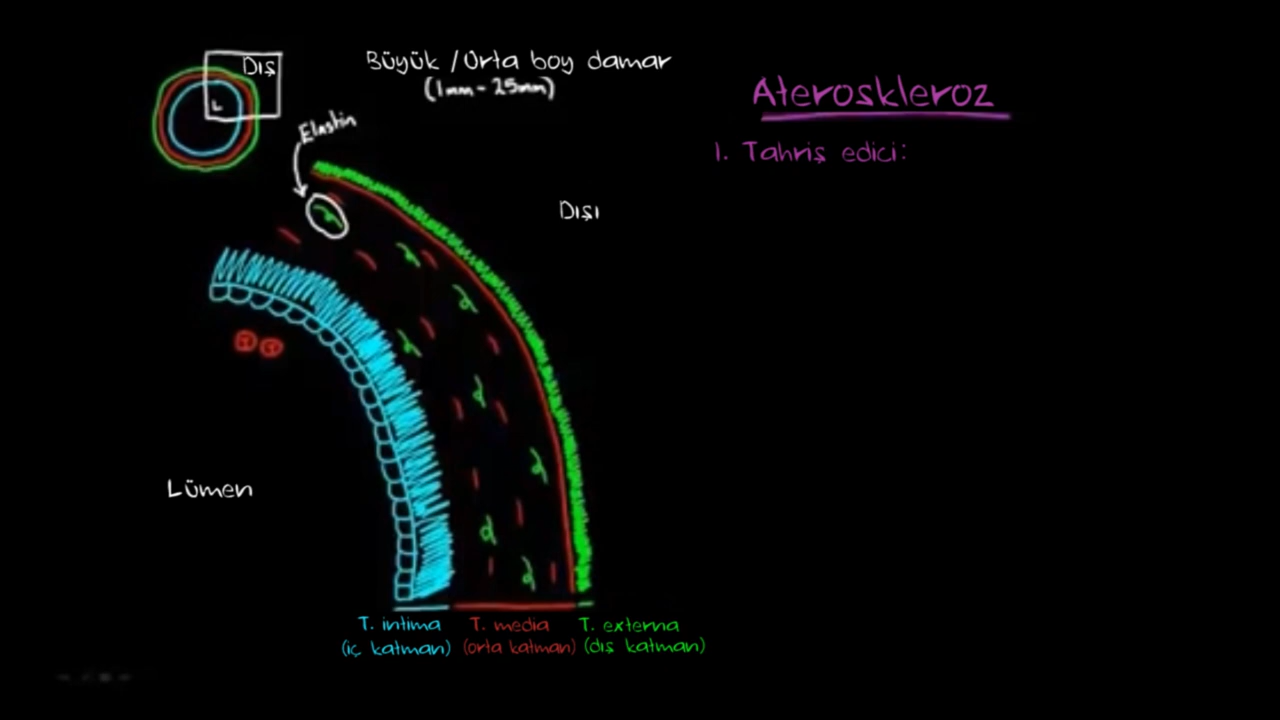 Dış
L
Büyük / Orta boy damar
(1mm - 25mm)
Elastin
Ateroskleroz
1. Tahriş edici:
Dışı
Lümen
T. intima
(iç katman)
T. media
(orta katman)
T. externa
(dış katman)